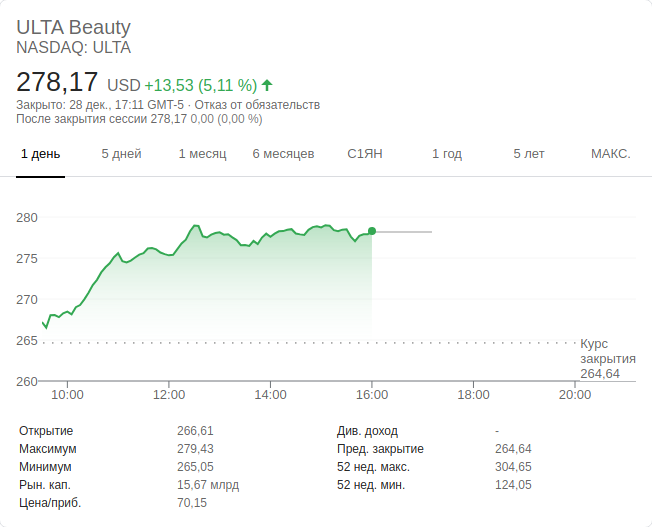 ULTA Beauty
NASDAQ: ULTA
278,17 USD +13,53 (5,11 %)
Закрыто: 28 дек., 17:11 GMT-5 · Отказ от обязательств
После закрытия сессии 278,17 0,00 (0,00 %)
1 день 5 дней 1 месяц 6 месяцев С1ЯН 1 год 5 лет МАКС.
280
275
270
265
260
Курс
закрытия
264,64
10:00 12:00 14:00 16:00 18:00 20:00
Открытие 266,61 Див. доход -
Максимум 279,43 Пред. закрытие 264,64
Минимум 265,05 52 нед. макс. 304,65
Рын. кап. 15,67 млрд 52 нед. мин. 124,05
Цена/приб. 70,15